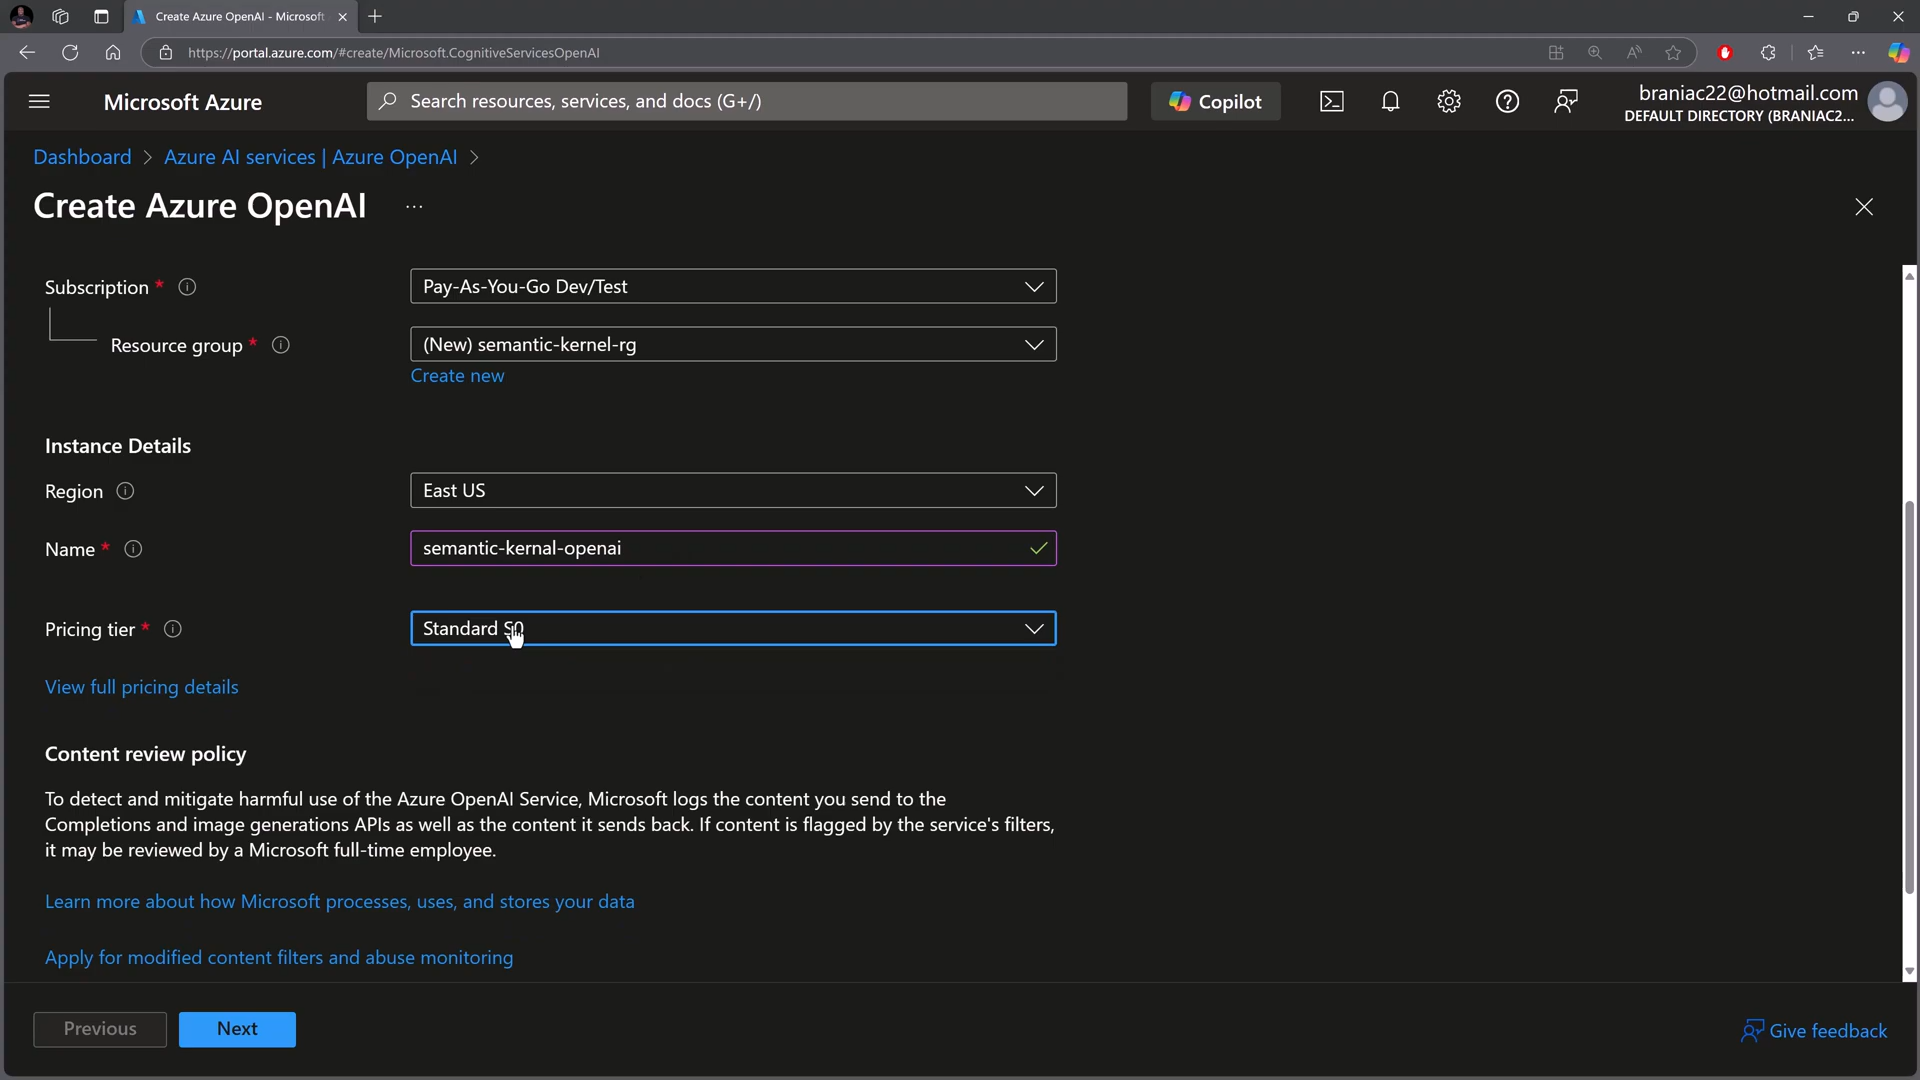 Create Azure OpenAI - Microsoft
https://portal.azure.com/#create/Microsoft.CognitiveServicesOpenAI
Microsoft Azure
Search resources, services, and docs (G+/)
Copilot
braniac22@hotmail.com
DEFAULT DIRECTORY (BRANIAC2...
Dashboard > Azure AI services | Azure OpenAI >
Create Azure OpenAI ...
Subscription *
Pay-As-You-Go Dev/Test
Resource group *
(New) semantic-kernel-rg
Create new
Instance Details
Region
East US
Name *
semantic-kernal-openai
Pricing tier *
Standard S0
View full pricing details
Content review policy
To detect and mitigate harmful use of the Azure OpenAI Service, Microsoft logs the content you send to the
Completions and image generations APIs as well as the content it sends back. If content is flagged by the service's filters,
it may be reviewed by a Microsoft full-time employee.
Learn more about how Microsoft processes, uses, and stores your data
Apply for modified content filters and abuse monitoring
Previous
Next
Give feedback